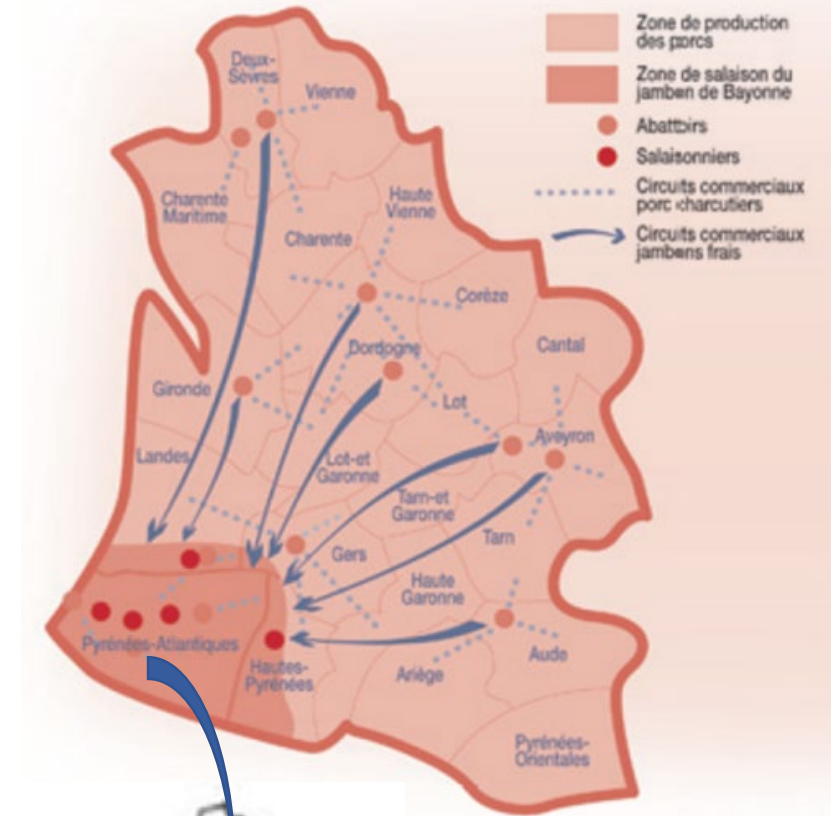 Zone de production
des porcs
Zone de salaison du
jambon de Bayonne
Abattoirs
Salaisonniers
Circuits commerciaux
porc charcutiers
Circuits commerciaux
jambons frais
Deux-
Sèvres
Vienne
Charente
Maritime
Haute
Vienne
Charente
Corèze
Dordogne
Cantal
Gironde
Lot
Aveyron
Landes
Lot-et
Garonne
Tarn-et
Garonne
Tarn
Gers
Haute
Garonne
Pyrénées-Atlantiques
Hautes-
Pyrénées
Ariège
Aude
Pyrénées-
Orientales